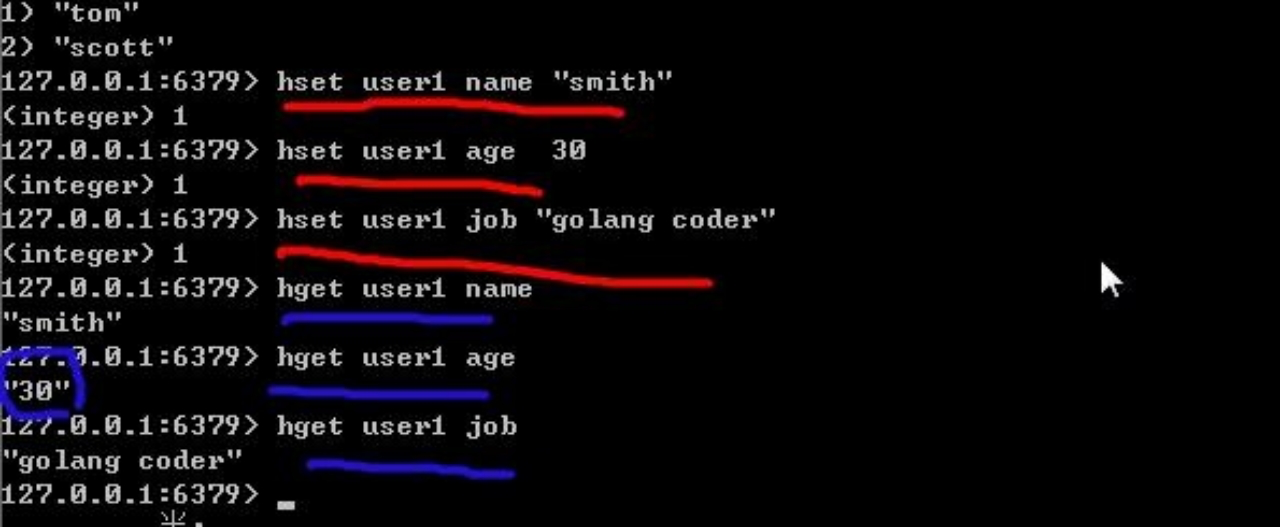 1) "tom"
2) "scott"
127.0.0.1:6379> hset user1 name "smith"
(integer) 1
127.0.0.1:6379> hset user1 age  30
(integer) 1
127.0.0.1:6379> hset user1 job "golang coder"
(integer) 1
127.0.0.1:6379> hget user1 name
"smith"
127.0.0.1:6379> hget user1 age
"30"
127.0.0.1:6379> hget user1 job
"golang coder"
127.0.0.1:6379>